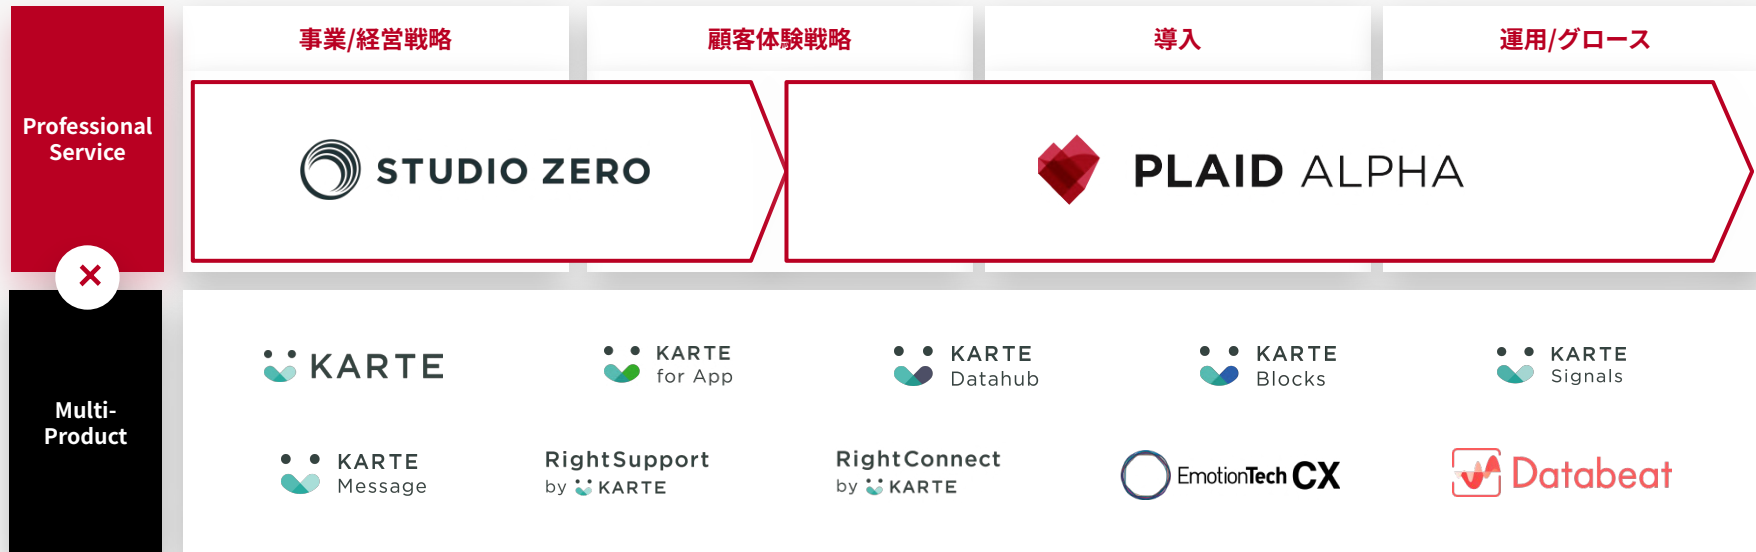 事業/経営戦略
顧客体験戦略
導入
運用/グロース
Professional
Service
STUDIO ZERO
PLAID ALPHA
×
Multi-
Product
KARTE
KARTE
for App
KARTE
Datahub
KARTE
Blocks
KARTE
Signals
KARTE
Message
RightSupport
by KARTE
RightConnect
by KARTE
EmotionTech CX
Databeat